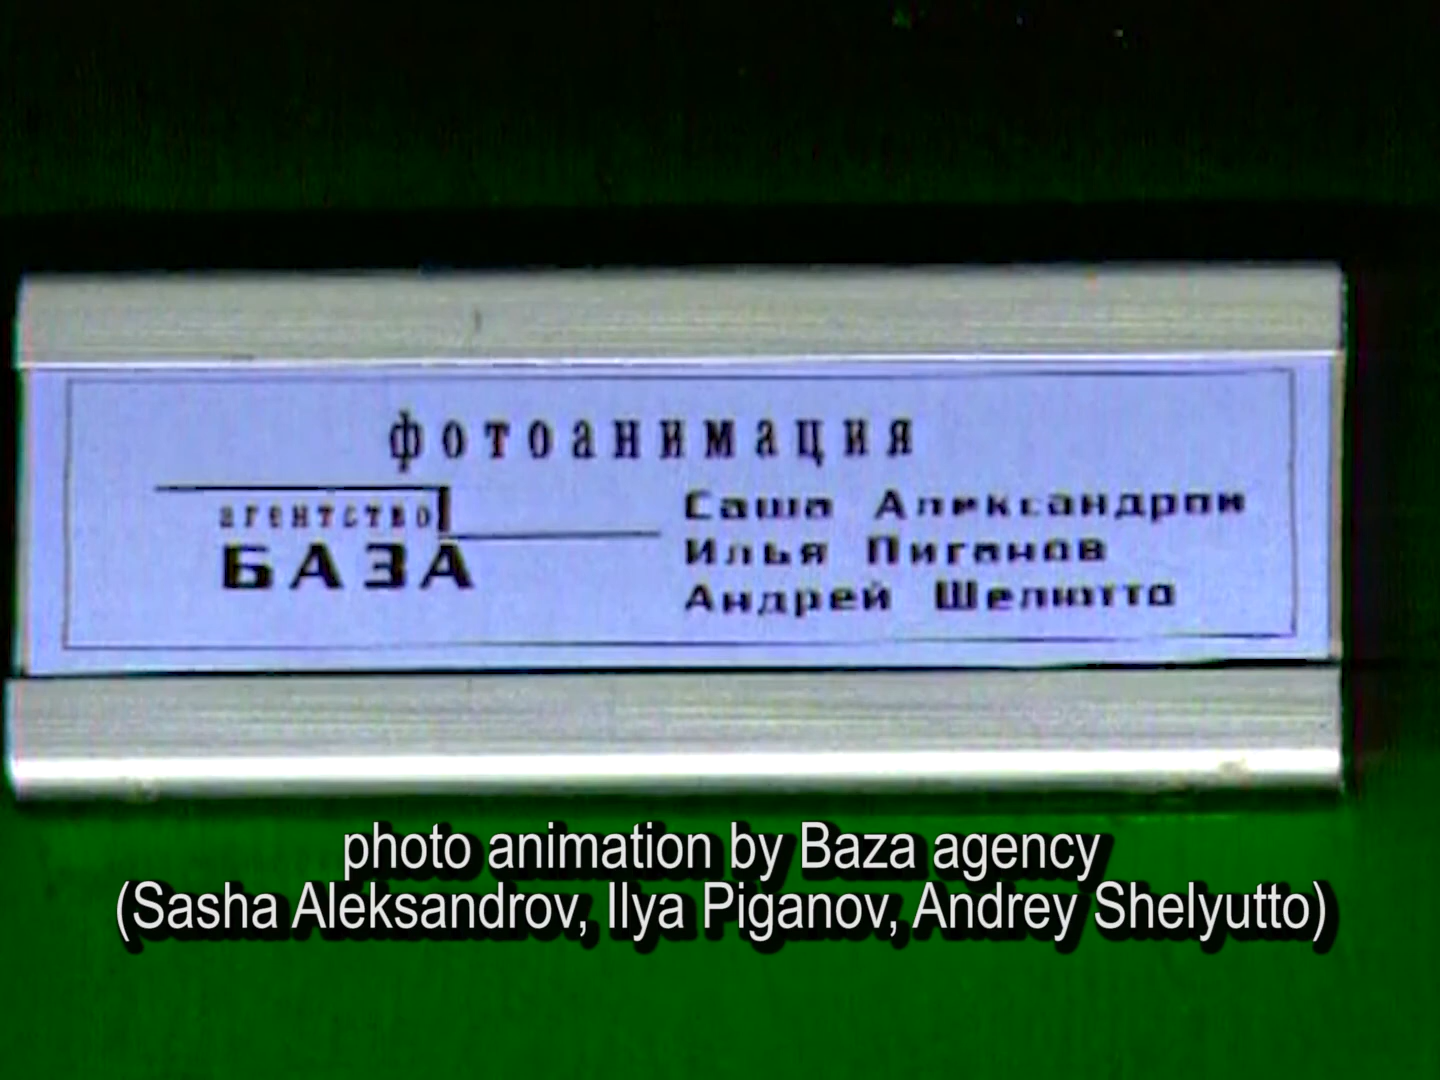 фотоанимация
агентство
БАЗА
Саша Александров
Илья Пиганов
Андрей Шелютто
photo animation by Baza agency
(Sasha Aleksandrov, Ilya Piganov, Andrey Shelyutto)